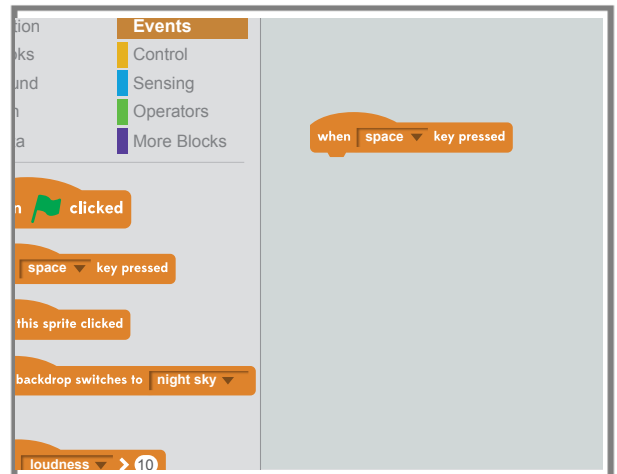 tion Events
oks Control
und Sensing
n Operators
a More Blocks
when space key pressed
n clicked
space key pressed
this sprite clicked
backdrop switches to night sky
loudness > 10